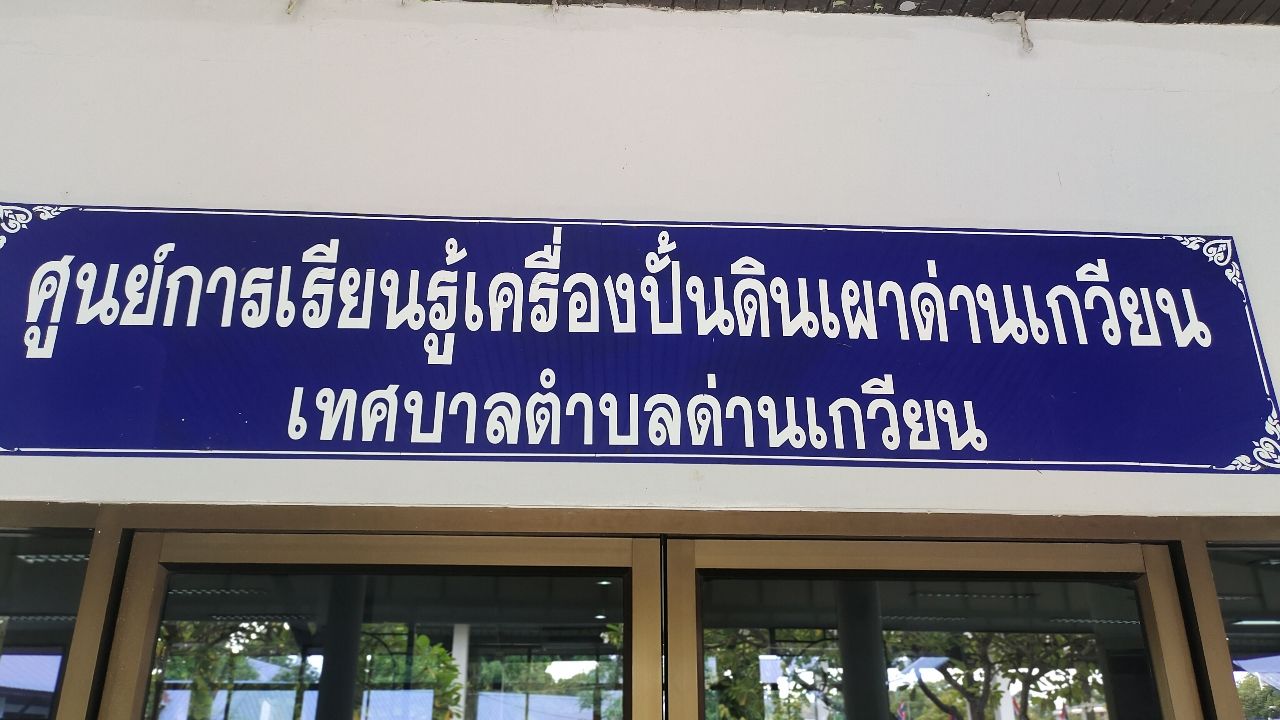 ศูนย์การเรียนรู้เครื่องปั้นดินเผาด่านเกวียน
เทศบาลตำบลด่านเกวียน